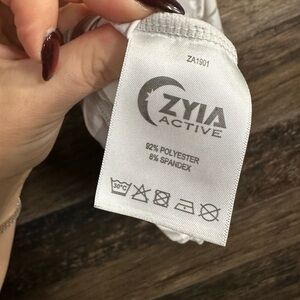 ZA1901
ZYIA
ACTIVE
92% POLYESTER
8% SPANDEX
30°C